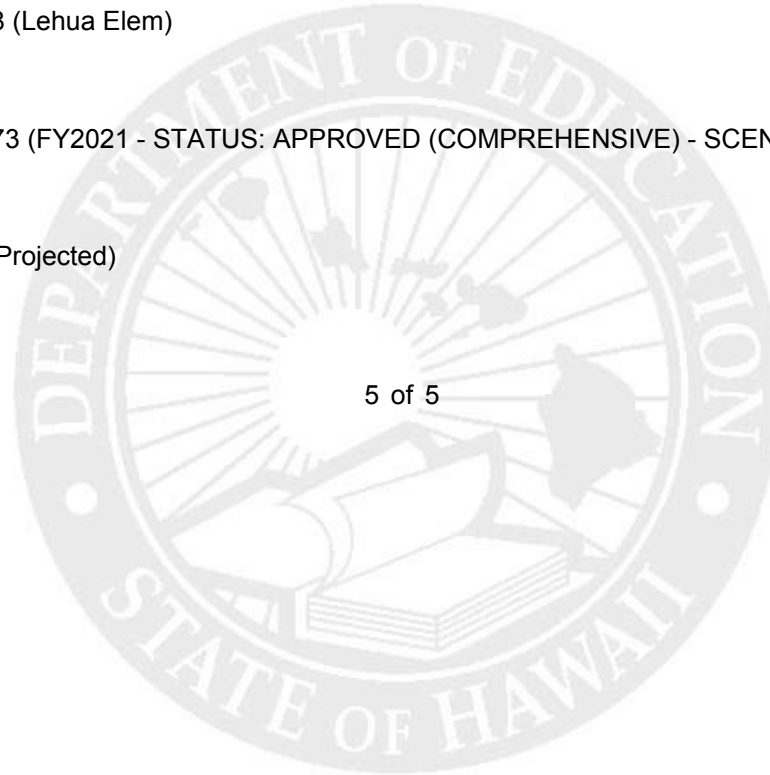 3 (Lehua Elem)
73 (FY2021 - STATUS: APPROVED (COMPREHENSIVE) - SCEN
Projected)
5 of 5
DEPARTMENT OF EDUCATION
STATE OF HAWAII